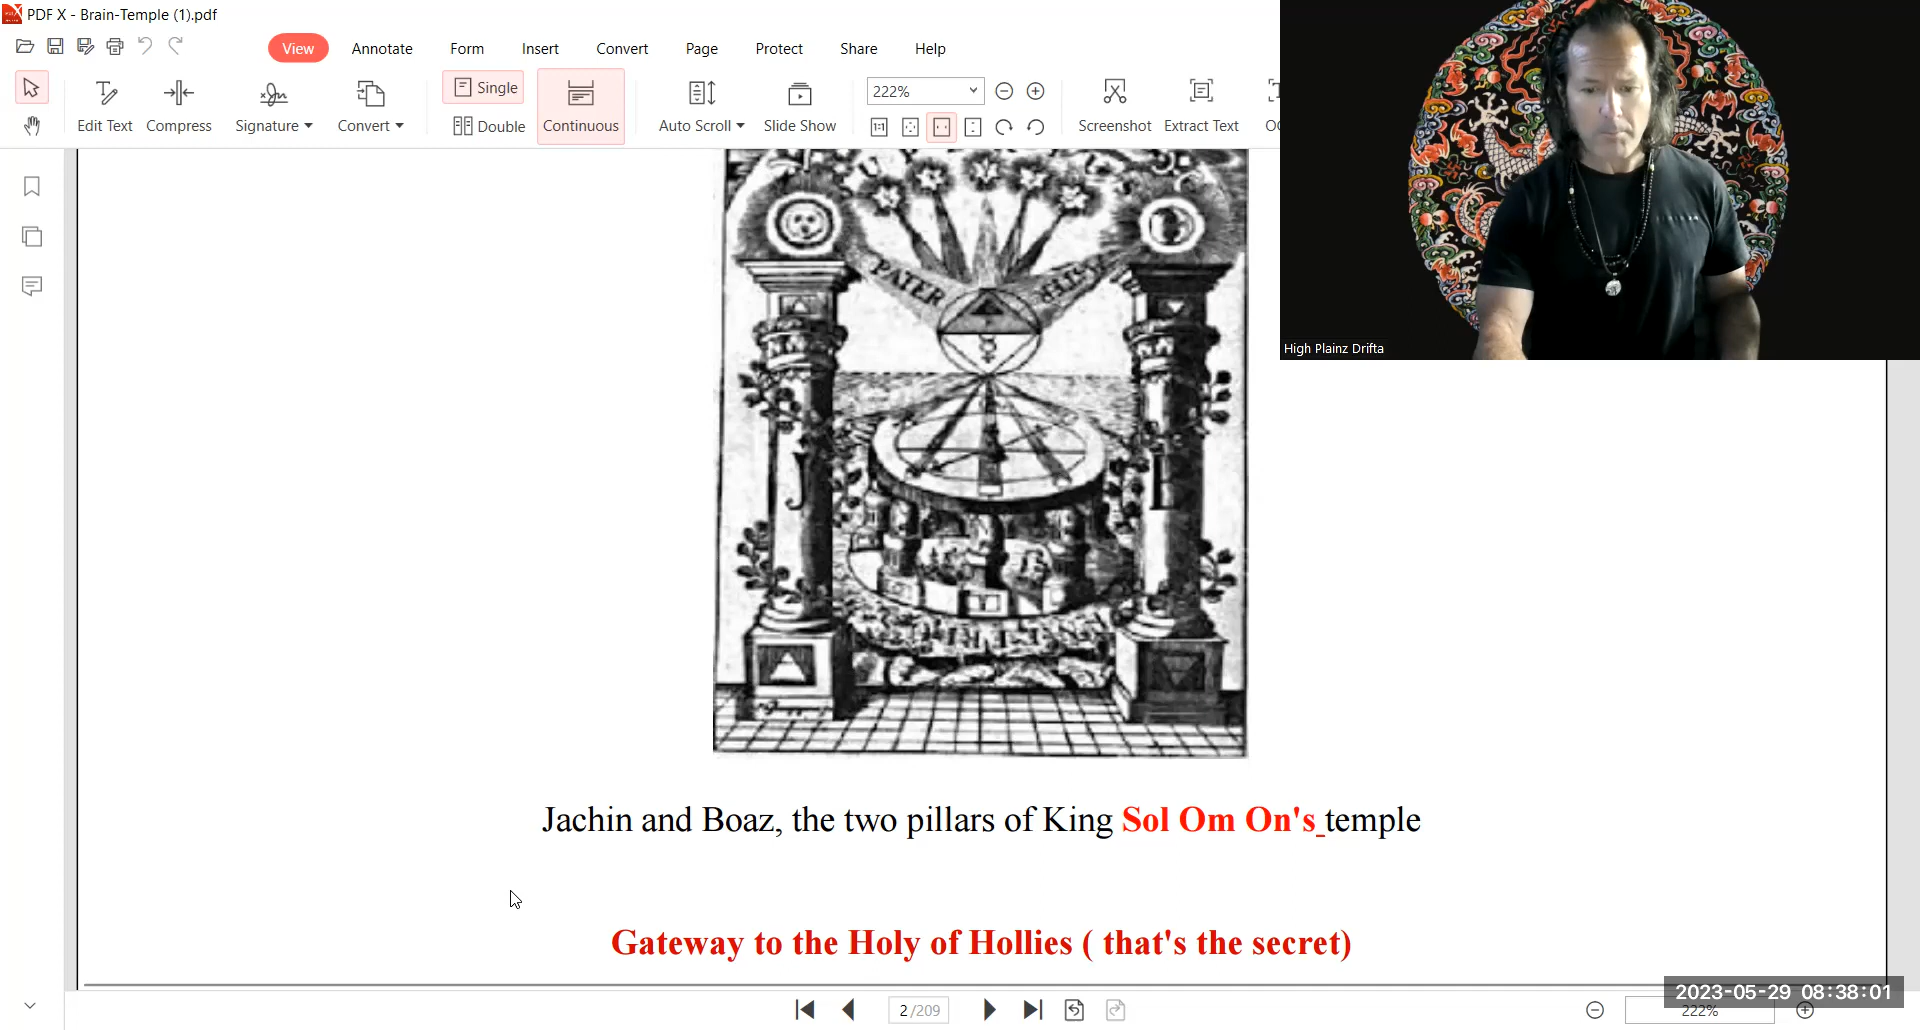 PDF X - Brain-Temple (1).pdf
View Annotate Form Insert Convert Page Protect Share Help
Edit Text Compress Signature Convert Single Double Continuous Auto Scroll Slide Show 222% 1:1 Screenshot Extract Text
PATER
J
B
Jachin and Boaz, the two pillars of King Sol Om On's temple
Gateway to the Holy of Hollies ( that's the secret)
High Plainz Drifta
2 /209
2023-05-29 08:38:01
222%